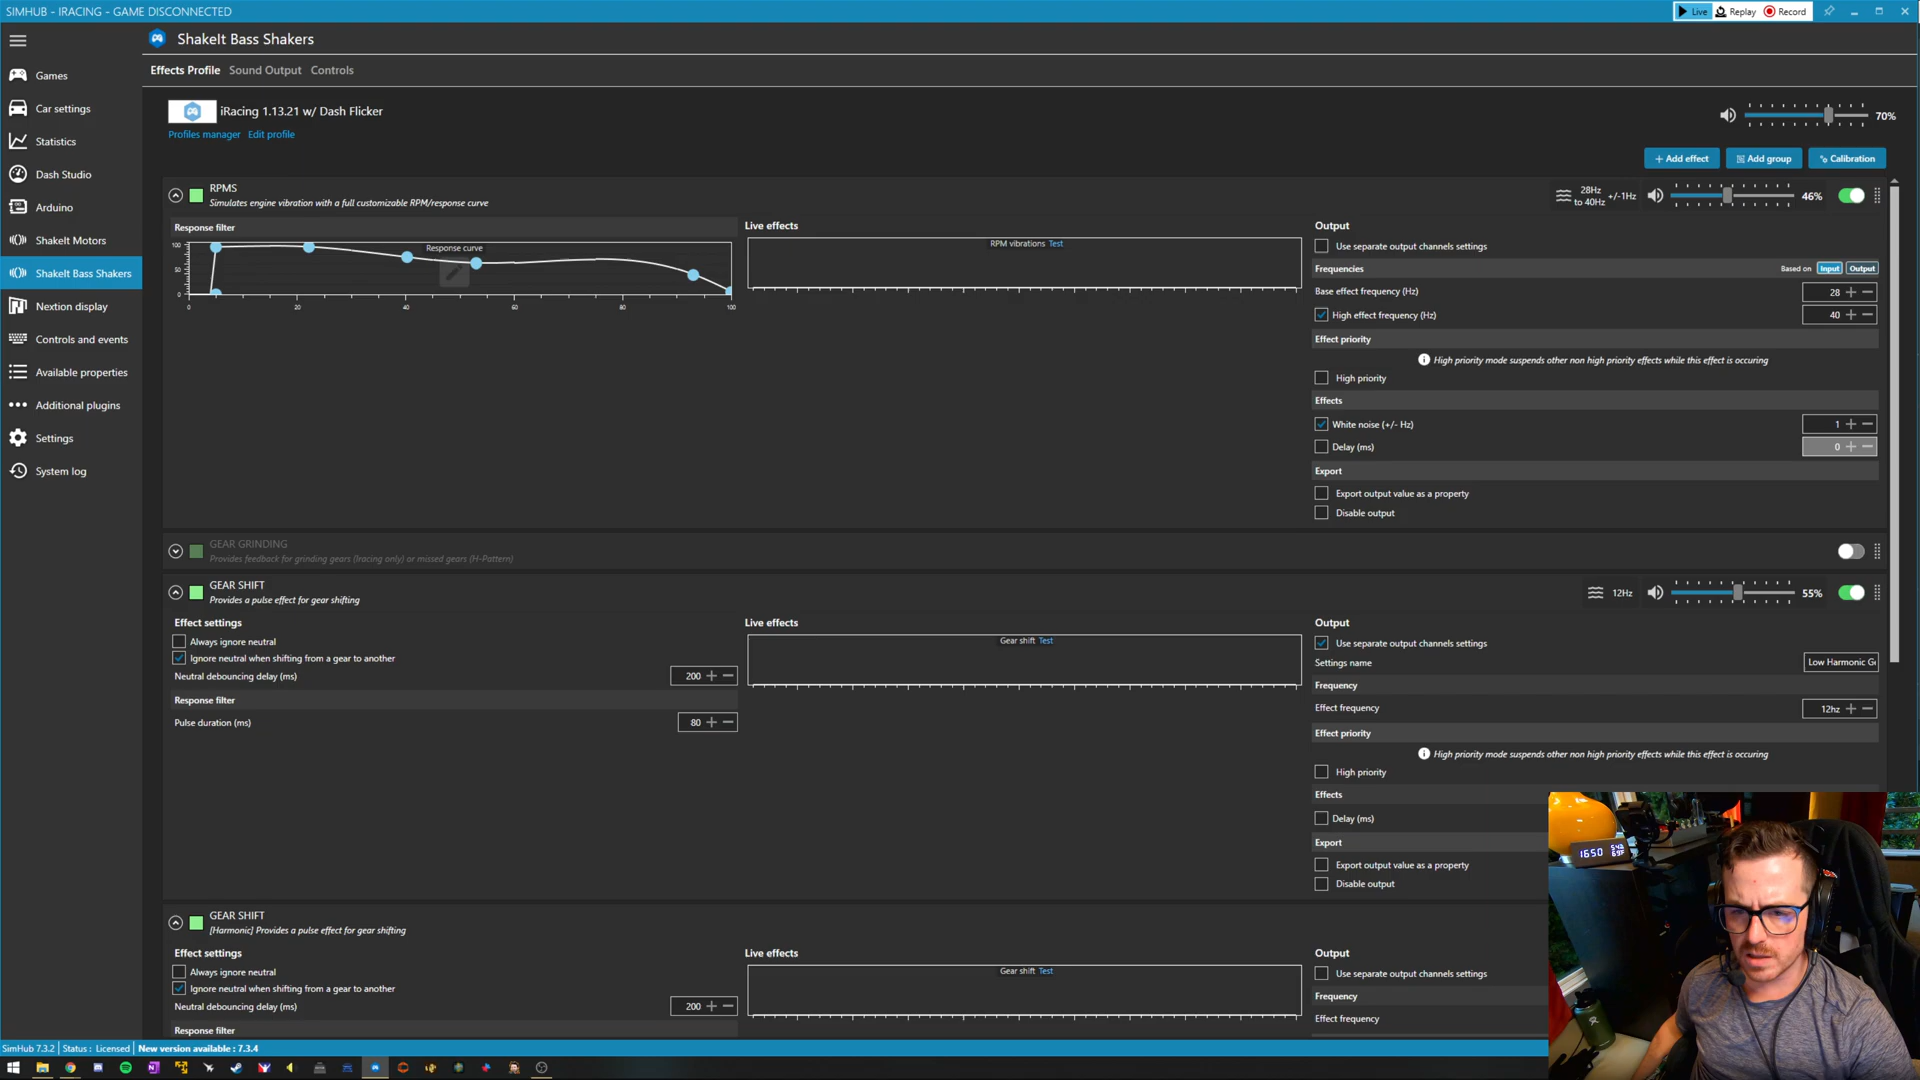 SIMHUB - IRACING - GAME DISCONNECTED
Live
Replay
Record
ShakeIt Bass Shakers
Games
Car settings
Statistics
Dash Studio
Arduino
ShakeIt Motors
ShakeIt Bass Shakers
Nextion display
Controls and events
Available properties
Additional plugins
Settings
System log
Effects Profile
Sound Output
Controls
iRacing 1.13.21 w/ Dash Flicker
Profiles manager
Edit profile
70%
+ Add effect
Add group
Calibration
RPMS
Simulates engine vibration with a full customizable RPM/response curve
28Hz
to 40Hz
+/-1Hz
46%
Response filter
Response curve
100
50
0
0
20
40
60
80
100
Live effects
RPM vibrations Test
Output
Use separate output channels settings
Frequencies
Based on
Input
Output
Base effect frequency (Hz)
28
High effect frequency (Hz)
40
Effect priority
High priority mode suspends other non high priority effects while this effect is occuring
High priority
Effects
White noise (+/- Hz)
1
Delay (ms)
0
Export
Export output value as a property
Disable output
GEAR GRINDING
Provides feedback for grinding gears (Iracing only) or missed gears (H-Pattern)
GEAR SHIFT
Provides a pulse effect for gear shifting
12Hz
55%
Effect settings
Always ignore neutral
Ignore neutral when shifting from a gear to another
Neutral debouncing delay (ms)
200
Response filter
Pulse duration (ms)
80
Live effects
Gear shift Test
Output
Use separate output channels settings
Settings name
Low Harmonic Ge
Frequency
Effect frequency
12hz
Effect priority
High priority mode suspends other non high priority effects while this effect is occuring
High priority
Effects
Delay (ms)
Export
Export output value as a property
Disable output
GEAR SHIFT
[Harmonic] Provides a pulse effect for gear shifting
Effect settings
Always ignore neutral
Ignore neutral when shifting from a gear to another
Neutral debouncing delay (ms)
200
Response filter
Live effects
Gear shift Test
Output
Use separate output channels settings
Frequency
Effect frequency
1650
SimHub 7.3.2
Status : Licensed
New version available : 7.3.4